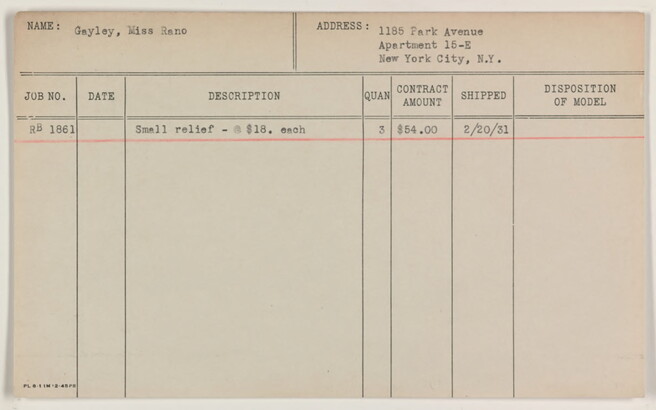 NAME: Gayley, Miss Rano
ADDRESS: 1185 Park Avenue
Apartment 15-E
New York City, N.Y.
JOB NO. DATE DESCRIPTION QUAN CONTRACT AMOUNT SHIPPED DISPOSITION OF MODEL
RB 1861 Small relief - @ $18. each 3 $54.00 2/20/31